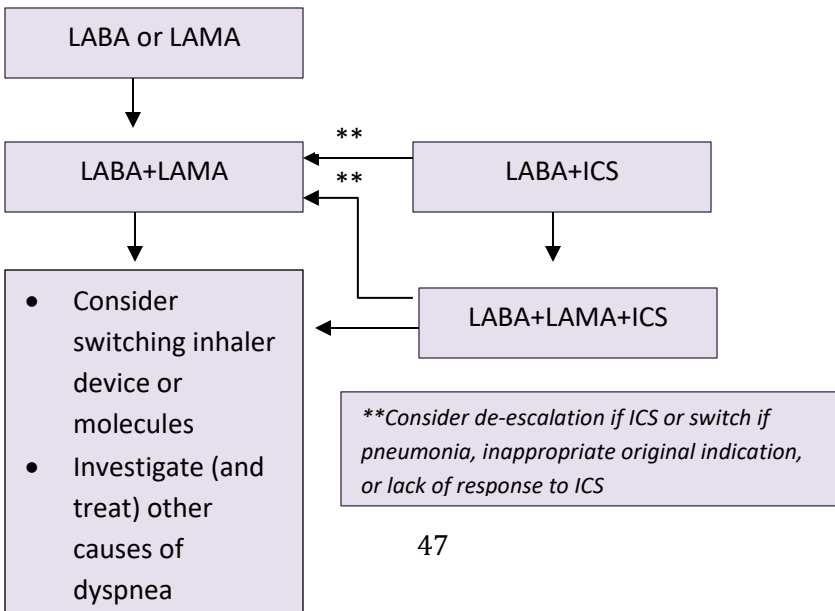 LABA or LAMA
**
LABA+LAMA
LABA+ICS
**
• Consider
switching inhaler
device or
molecules
• Investigate (and
treat) other
causes of
dyspnea
LABA+LAMA+ICS
**Consider de-escalation if ICS or switch if
pneumonia, inappropriate original indication,
or lack of response to ICS
47